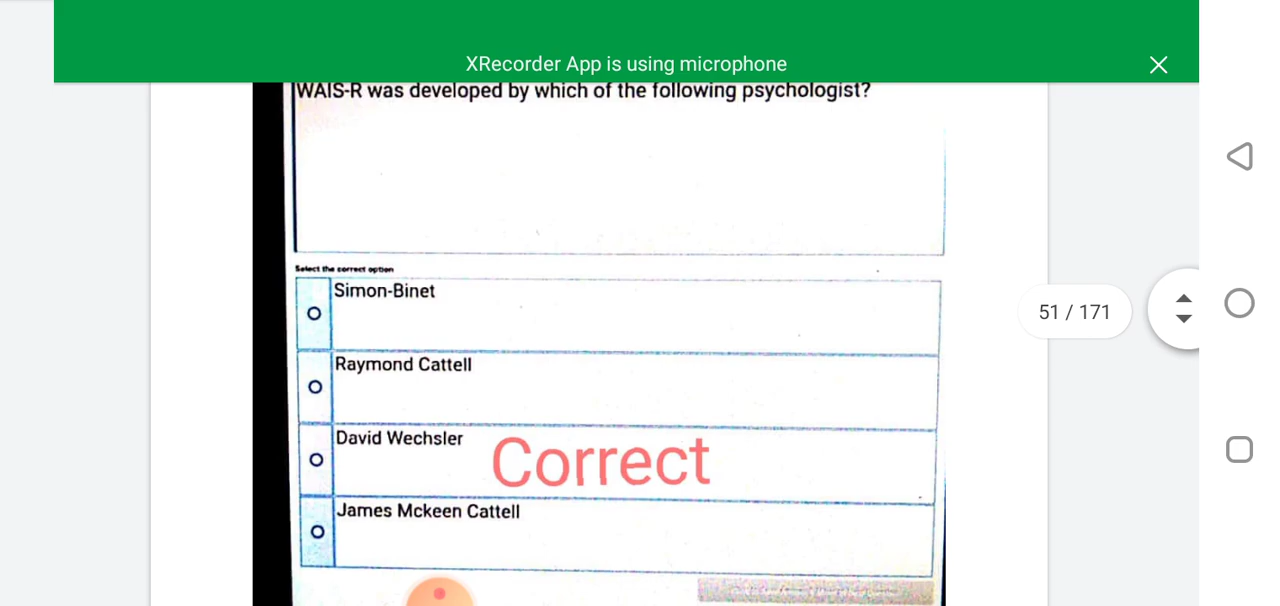 XRecorder App is using microphone
WAIS-R was developed by which of the following psychologist?
Select the correct option
Simon-Binet
51 / 171
Raymond Cattell
David Wechsler
Correct
James Mckeen Cattell